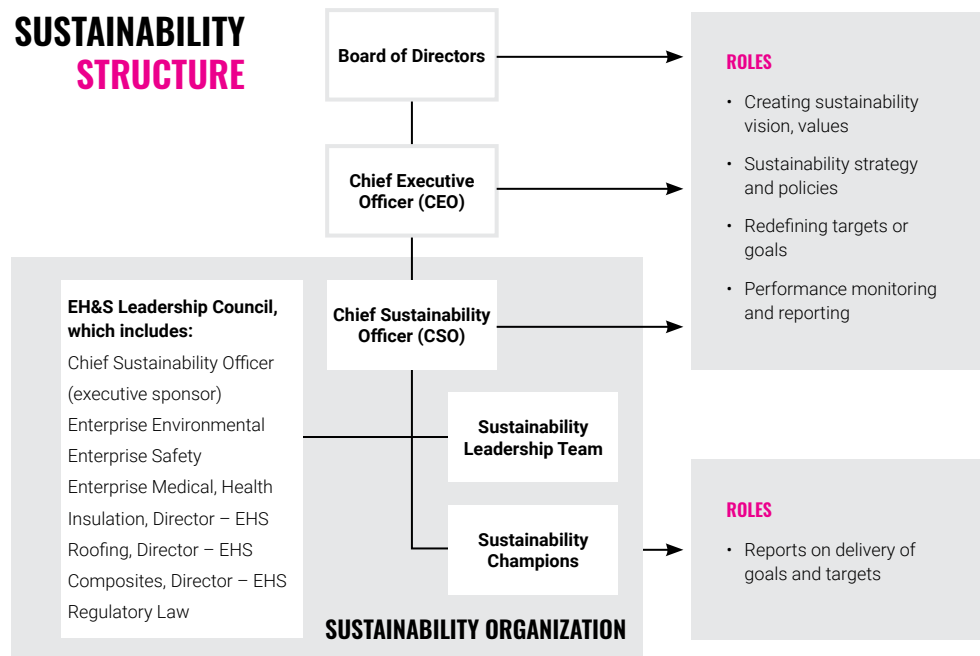 SUSTAINABILITY
STRUCTURE
Board of Directors
Chief Executive
Officer (CEO)
Chief Sustainability
Officer (CSO)
EH&S Leadership Council,
which includes:
Chief Sustainability Officer
(executive sponsor)
Enterprise Environmental
Enterprise Safety
Enterprise Medical, Health
Insulation, Director – EHS
Roofing, Director – EHS
Composites, Director – EHS
Regulatory Law
Sustainability
Leadership Team
Sustainability
Champions
SUSTAINABILITY ORGANIZATION
ROLES
• Creating sustainability
vision, values
• Sustainability strategy
and policies
• Redefining targets or
goals
• Performance monitoring
and reporting
ROLES
• Reports on delivery of
goals and targets